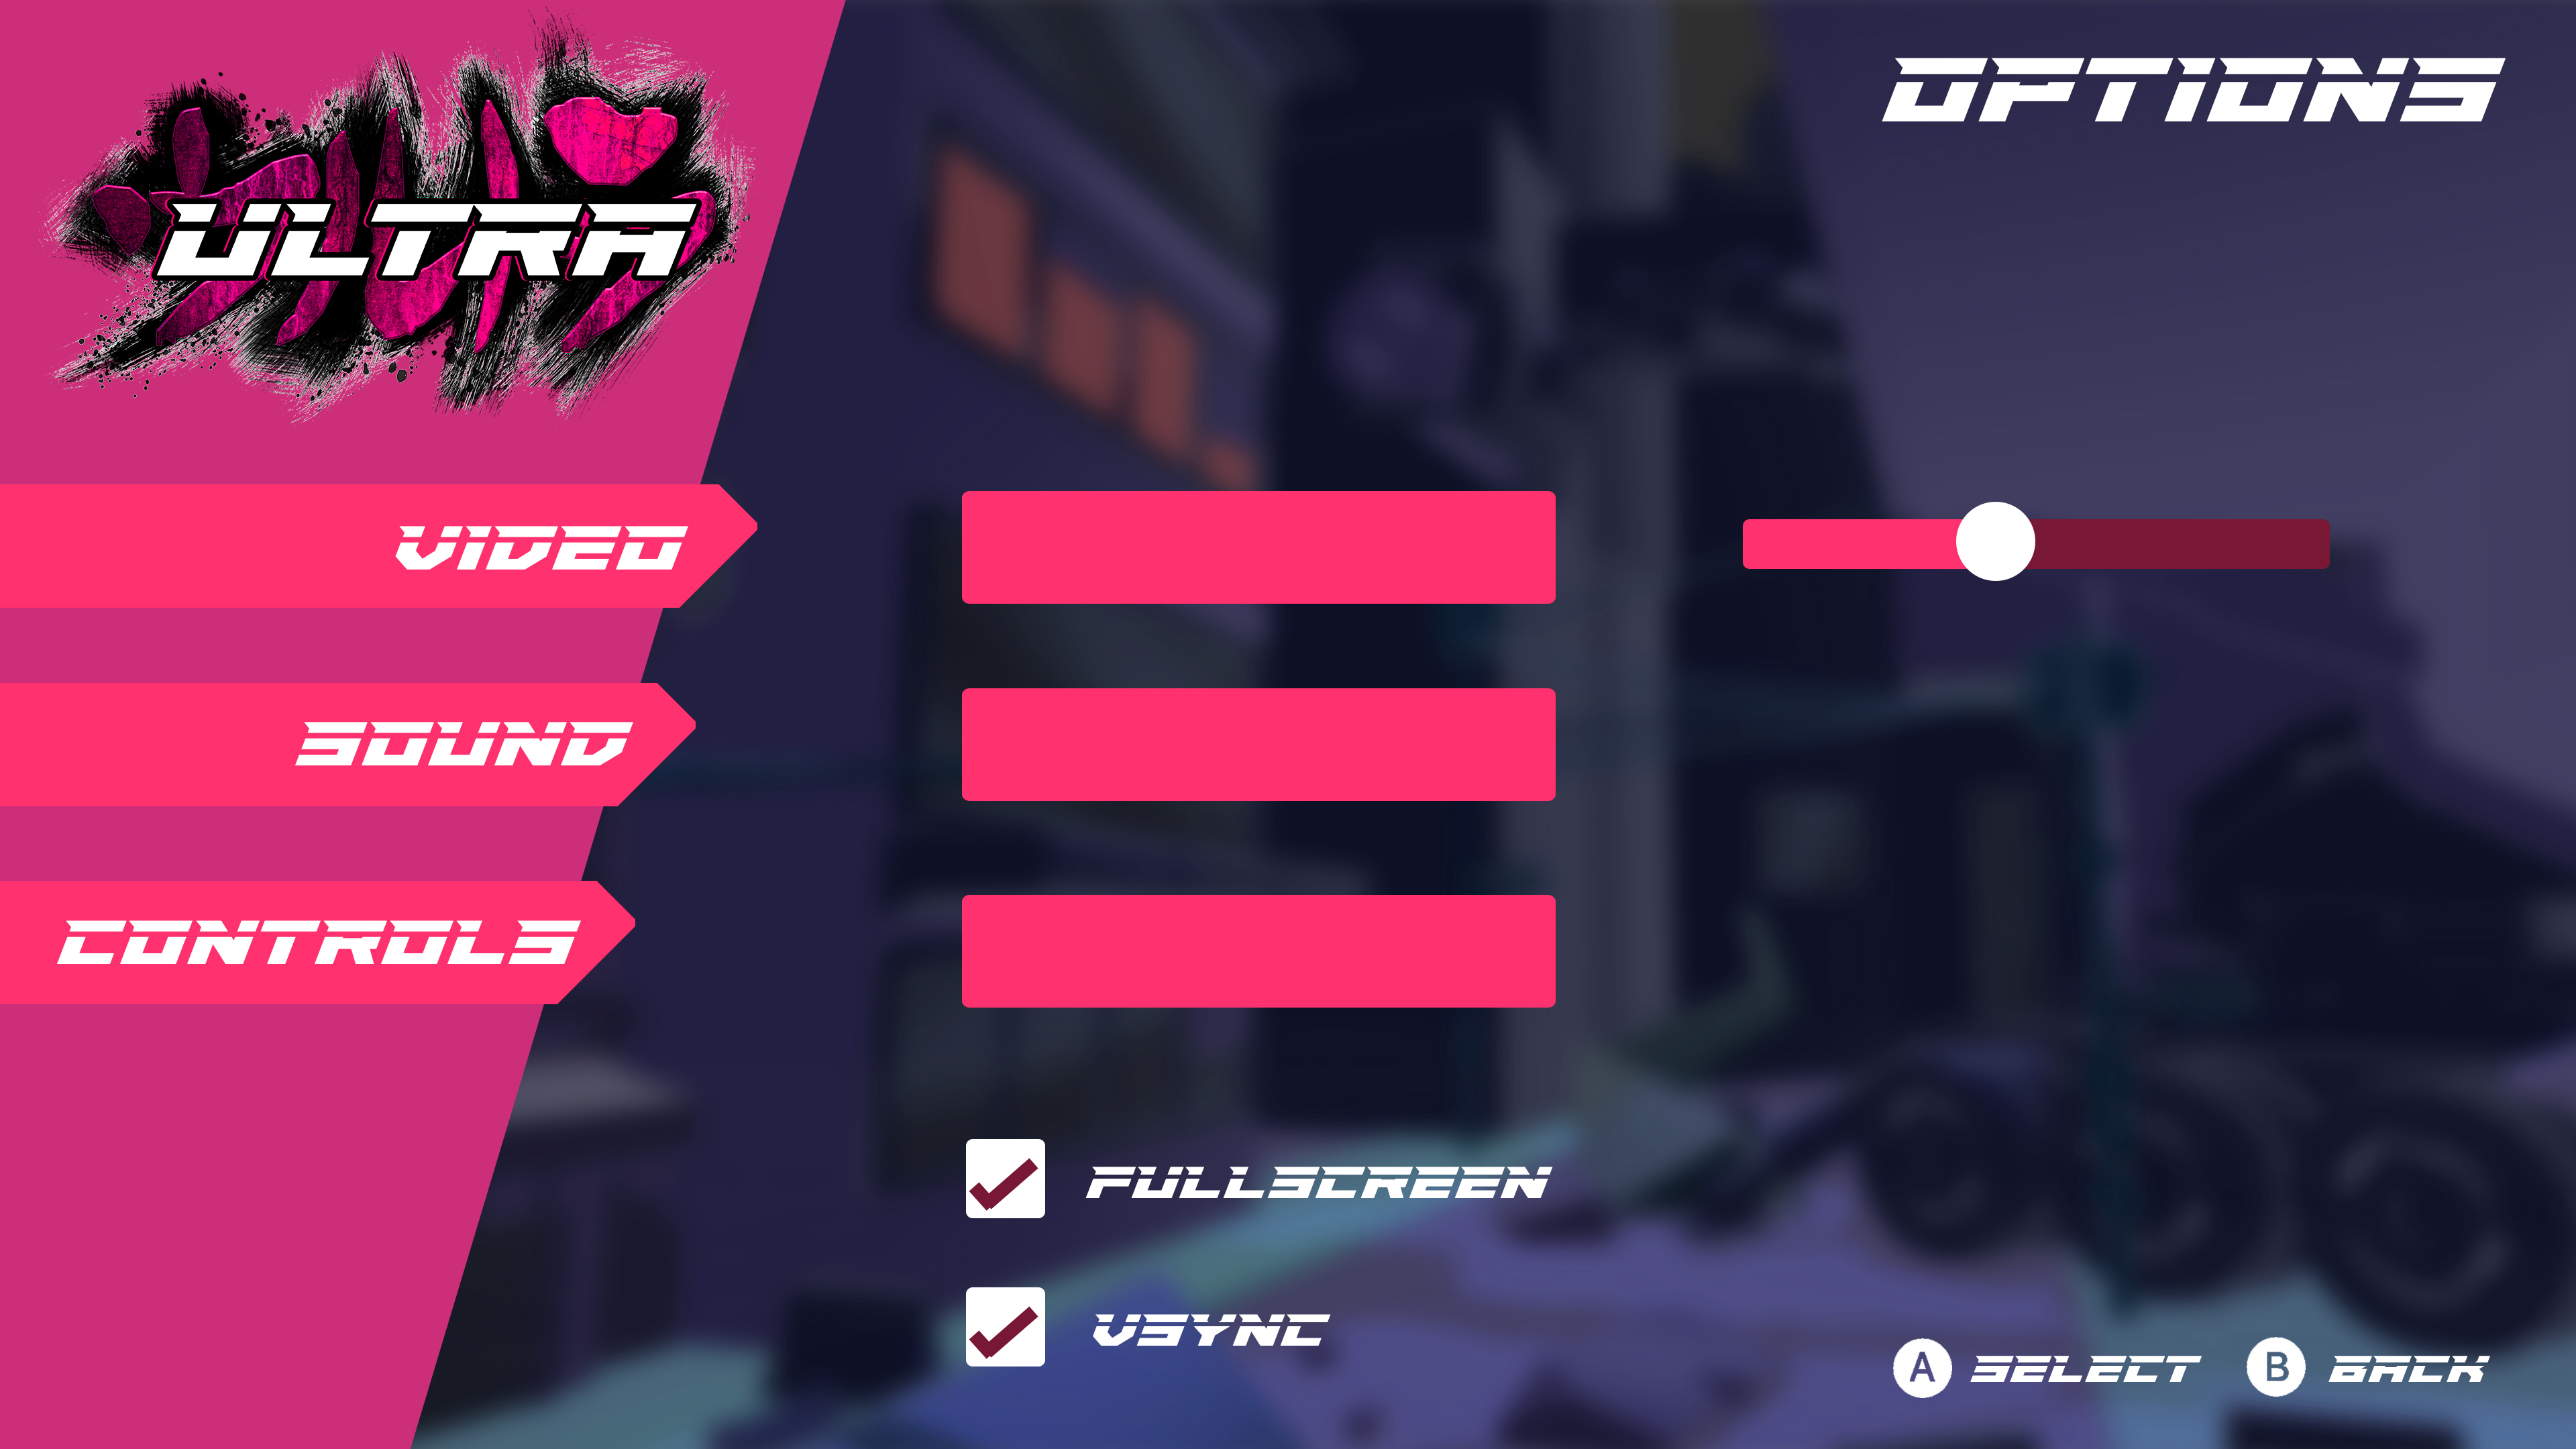 ULTRA
OPTIONS
VIDEO
SOUND
CONTROLS
FULLSCREEN
VSYNC
A SELECT B BACK